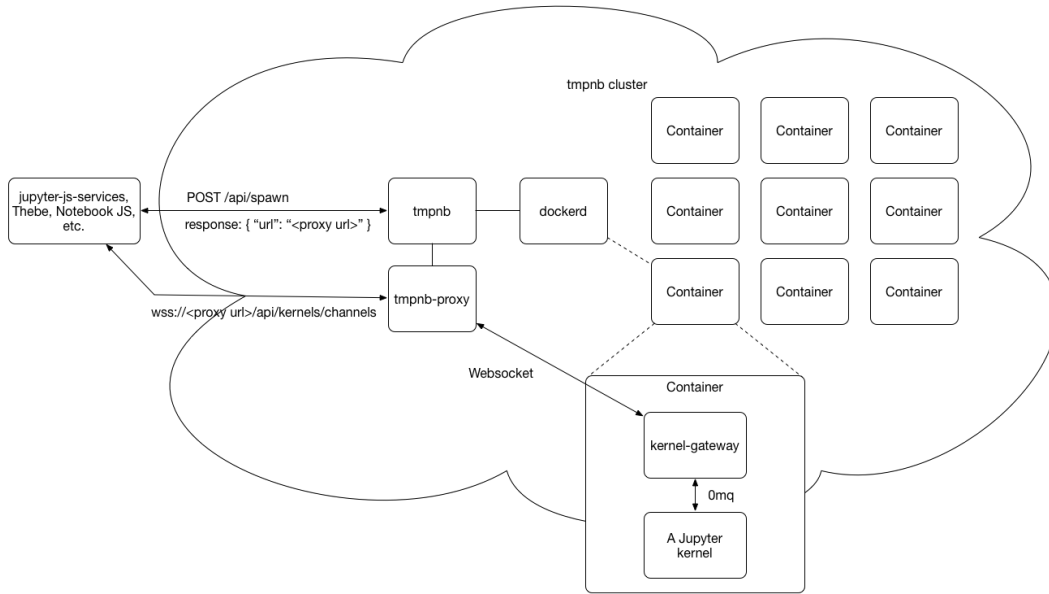 tmpnb cluster
Container
Container
Container
jupyter-js-services,
Thebe, Notebook JS,
etc.
POST /api/spawn
response: { “url”: “<proxy url>” }
tmpnb
dockerd
Container
Container
Container
tmpnb-proxy
wss://<proxy url>/api/kernels/channels
Container
Container
Container
Websocket
Container
kernel-gateway
0mq
A Jupyter
kernel